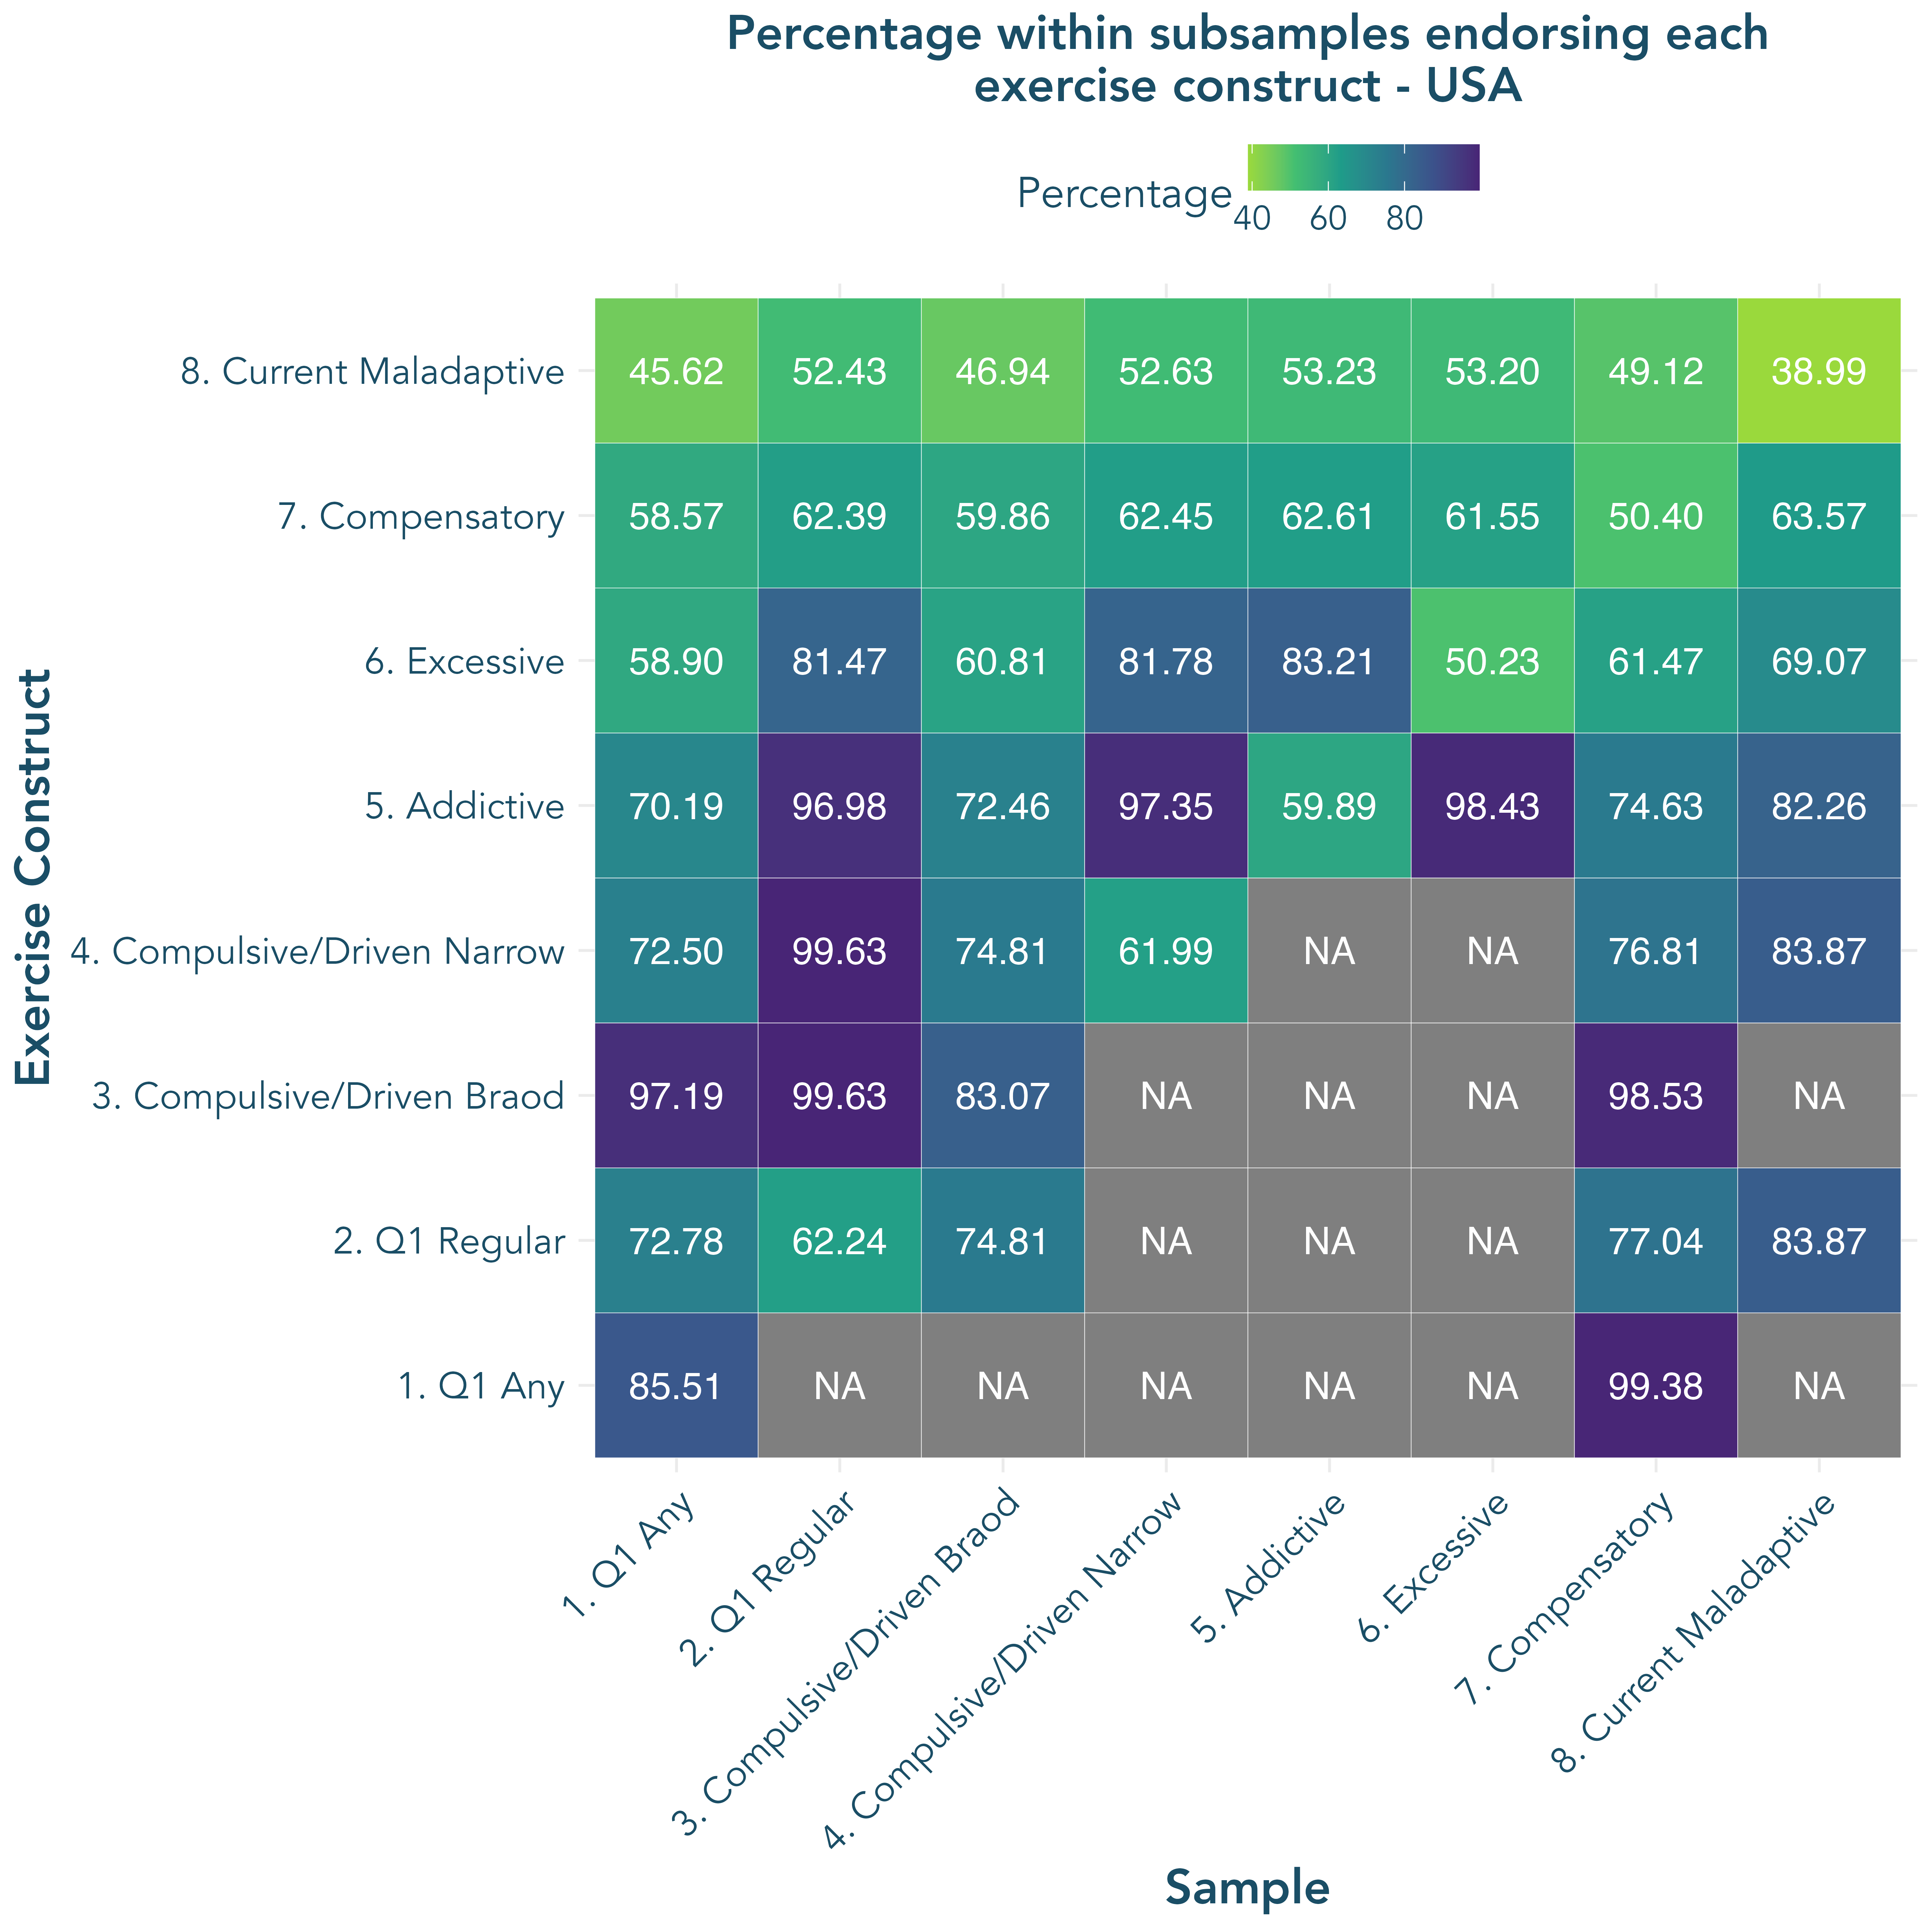 Percentage within subsamples endorsing each
exercise construct - USA
Percentage
40 60 80
Exercise Construct
8. Current Maladaptive 45.62 52.43 46.94 52.63 53.23 53.20 49.12 38.99
7. Compensatory 58.57 62.39 59.86 62.45 62.61 61.55 50.40 63.57
6. Excessive 58.90 81.47 60.81 81.78 83.21 50.23 61.47 69.07
5. Addictive 70.19 96.98 72.46 97.35 59.89 98.43 74.63 82.26
4. Compulsive/Driven Narrow 72.50 99.63 74.81 61.99 NA NA 76.81 83.87
3. Compulsive/Driven Braod 97.19 99.63 83.07 NA NA NA 98.53 NA
2. Q1 Regular 72.78 62.24 74.81 NA NA NA 77.04 83.87
1. Q1 Any 85.51 NA NA NA NA NA 99.38 NA
1. Q1 Any
2. Q1 Regular
3. Compulsive/Driven Braod
4. Compulsive/Driven Narrow
5. Addictive
6. Excessive
7. Compensatory
8. Current Maladaptive
Sample